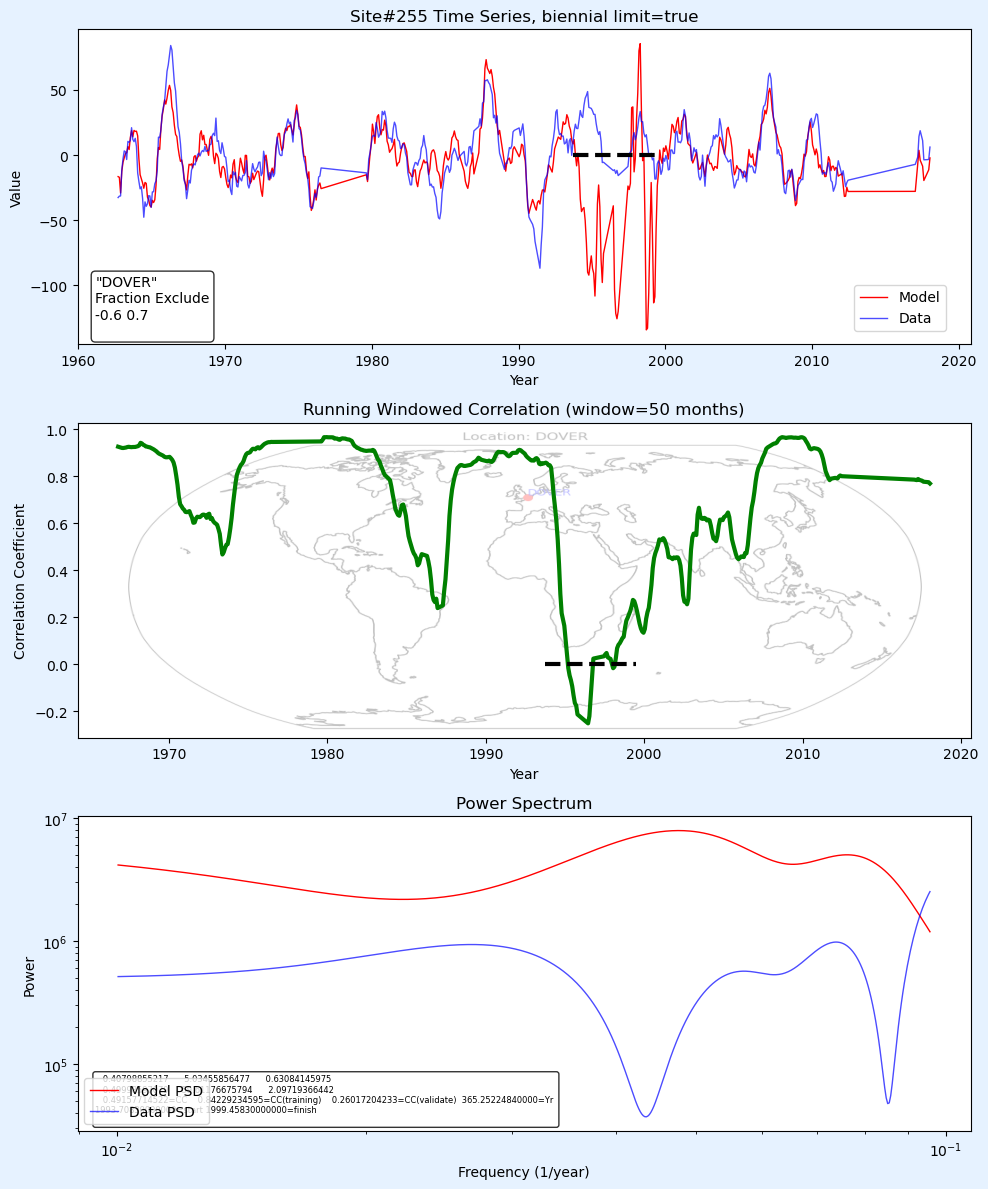 Site#255 Time Series, biennial limit=true
Value
50
0
−50
−100
"DOVER"
Fraction Exclude
-0.6 0.7
Model
Data
1960
1970
1980
1990
2000
2010
2020
Year
Running Windowed Correlation (window=50 months)
Correlation Coefficient
1.0
0.8
0.6
0.4
0.2
0.0
−0.2
Location: DOVER
DOVER
1970
1980
1990
2000
2010
2020
Year
Power Spectrum
Power
10^7
10^6
10^5
5.03455856477 0.63084145975
2.09719366442
0.49157714522=CC 0.84229234595=CC(training) 0.26017204233=CC(validate) 365.25224840000=Yr
1999.45830000000=finish
Model PSD
Data PSD
10^−2
10^−1
Frequency (1/year)